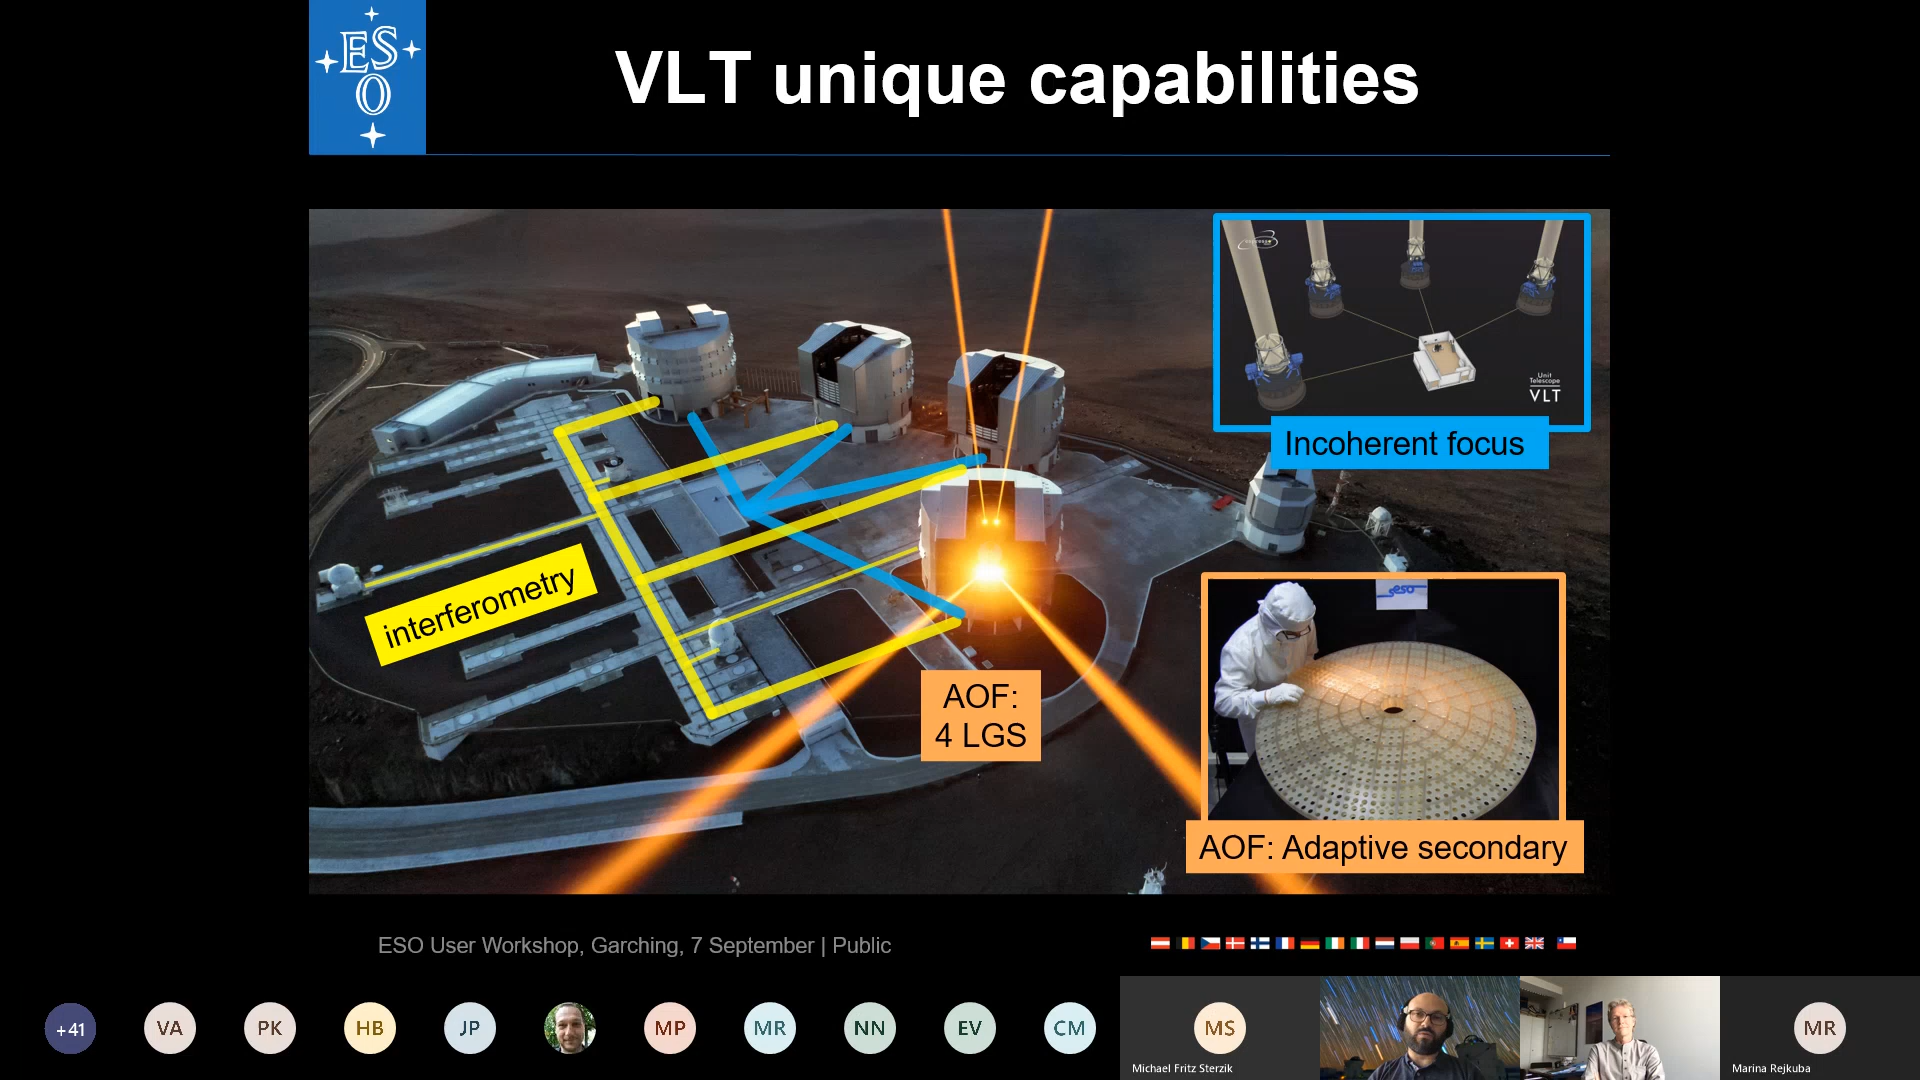 ESO
VLT unique capabilities
Unit
Telescope
VLT
Incoherent focus
interferometry
AOF:
4 LGS
eso
AOF: Adaptive secondary
ESO User Workshop, Garching, 7 September | Public
+41
VA
PK
HB
JP
MP
MR
NN
EV
CM
MS
Michael Fritz Sterzik
MR
Marina Rejkuba